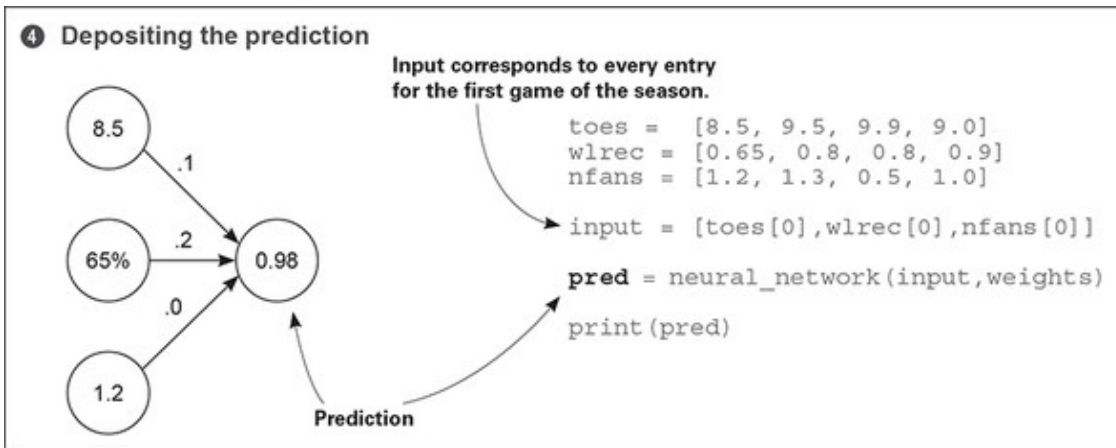 4 Depositing the prediction
Input corresponds to every entry
for the first game of the season.
8.5
.1
65%
.2
0.98
.0
1.2
toes =   [8.5, 9.5, 9.9, 9.0]
wlrec = [0.65, 0.8, 0.8, 0.9]
nfans = [1.2, 1.3, 0.5, 1.0]
input = [toes[0],wlrec[0],nfans[0]]
pred = neural_network(input,weights)
print(pred)
Prediction